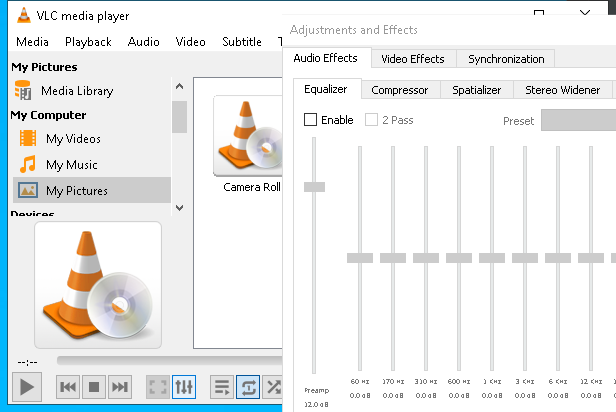 VLC media player
Media Playback Audio Video Subtitle
My Pictures
Media Library
My Computer
My Videos
My Music
My Pictures
Devices
Camera Roll
--:--
Adjustments and Effects
Audio Effects Video Effects Synchronization
Equalizer Compressor Spatializer Stereo Widener
Enable 2 Pass Preset
60 Hz 170 Hz 310 Hz 600 Hz 1 KHz 3 KHz 6 KHz 12 KHz
Preamp 0.0 dB 0.0 dB 0.0 dB 0.0 dB 0.0 dB 0.0 dB 0.0 dB 0.0 dB
12.0 dB